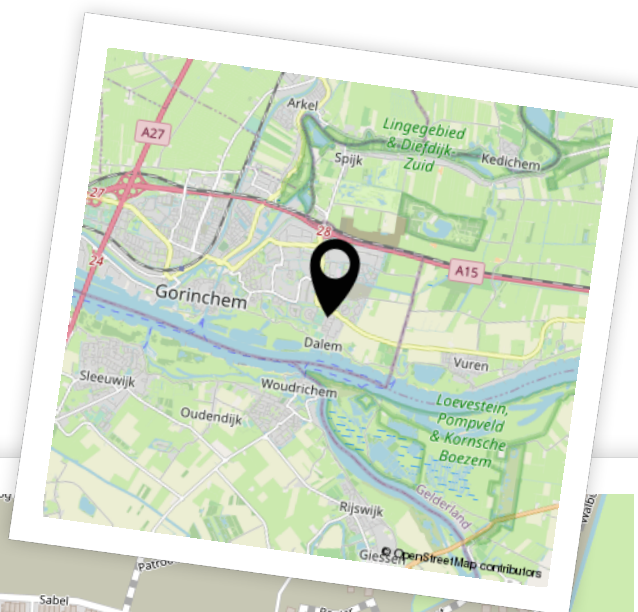 Arkel
A27
Lingegebied
& Diefdijk-
Zuid
Spijk
Kedichem
27
28
24
A15
Gorinchem
Dalem
Vuren
Sleeuwijk
Woudrichem
Oudendijk
Loevestein,
Pompveld
& Kornsche
Boezem
Gelderland
Rijswijk
Giessen
© OpenStreetMap contributors
Sabel